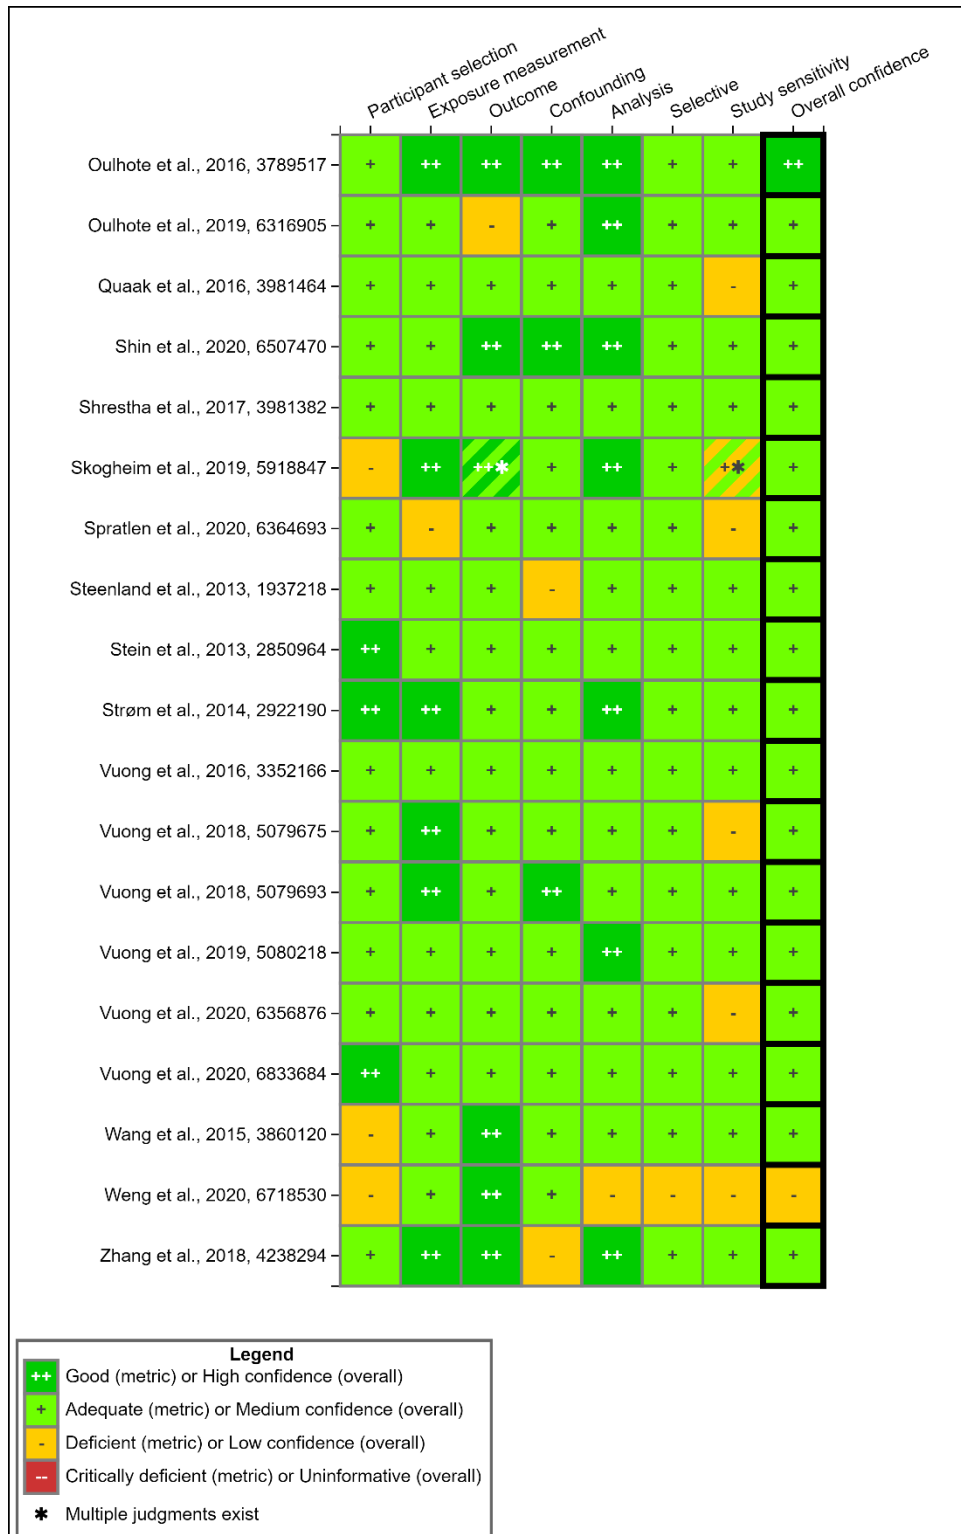 Participant selection
Exposure measurement
Outcome
Confounding
Analysis
Selective
Study sensitivity
Overall confidence
Oulhote et al., 2016, 3789517 + ++ ++ ++ ++ + + ++
Oulhote et al., 2019, 6316905 + + - + ++ + + +
Quaak et al., 2016, 3981464 + + + + + + - +
Shin et al., 2020, 6507470 + + ++ ++ ++ + + +
Shrestha et al., 2017, 3981382 + + + + + + + +
Skogheim et al., 2019, 5918847 - ++ ++✱ + ++ + +✱ +
Spratlen et al., 2020, 6364693 + - + + + + - +
Steenland et al., 2013, 1937218 + + + - + + + +
Stein et al., 2013, 2850964 ++ + + + + + + +
Strøm et al., 2014, 2922190 ++ ++ + + ++ + + +
Vuong et al., 2016, 3352166 + + + + + + + +
Vuong et al., 2018, 5079675 + ++ + + + + - +
Vuong et al., 2018, 5079693 + ++ + ++ + + + +
Vuong et al., 2019, 5080218 + + + + ++ + + +
Vuong et al., 2020, 6356876 + + + + + + - +
Vuong et al., 2020, 6833684 ++ + + + + + + +
Wang et al., 2015, 3860120 - + ++ + + + + +
Weng et al., 2020, 6718530 - + ++ + - - - -
Zhang et al., 2018, 4238294 + ++ ++ - ++ + + +
Legend
++ Good (metric) or High confidence (overall)
+ Adequate (metric) or Medium confidence (overall)
- Deficient (metric) or Low confidence (overall)
-- Critically deficient (metric) or Uninformative (overall)
✱ Multiple judgments exist